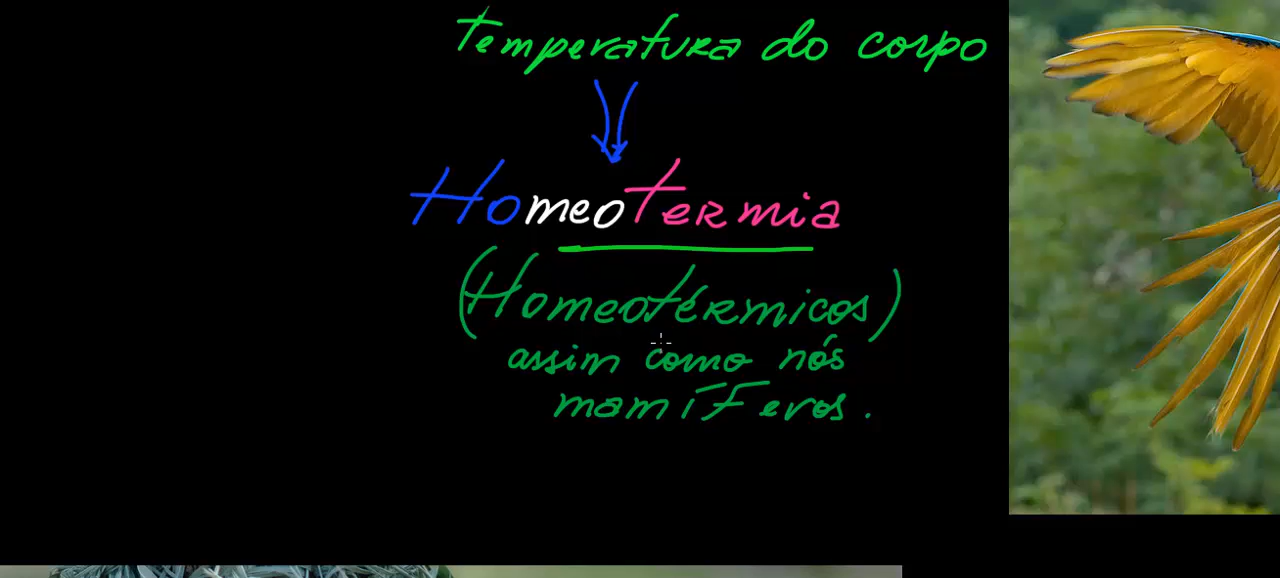 Temperatura do corpo
Homeotermia
(Homeotérmicos)
assim como nós
mamíferos.